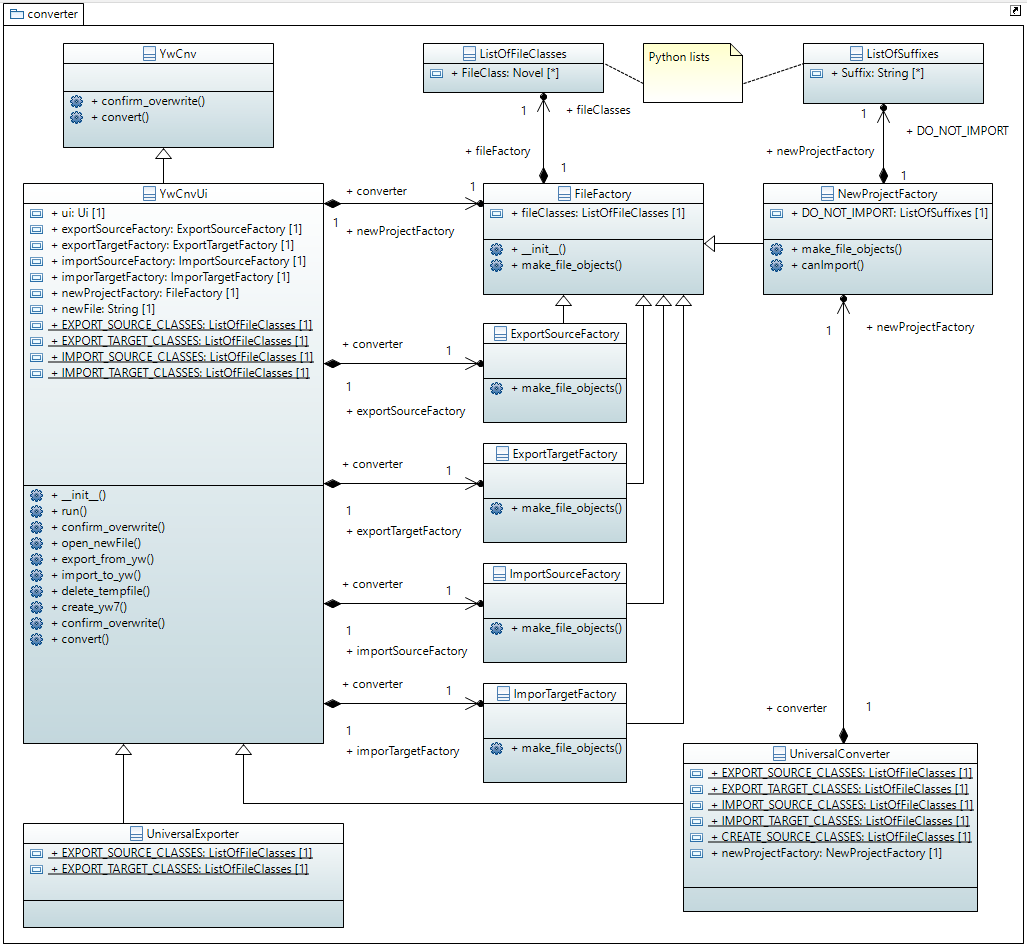 converter
YwCnv
+ confirm_overwrite()
+ convert()
ListOfFileClasses
+ FileClass: Novel [*]
Python lists
ListOfSuffixes
+ Suffix: String [*]
1
+ fileClasses
+ fileFactory
1
1
+ DO_NOT_IMPORT
+ newProjectFactory
1
YwCnvUi
+ ui: Ui [1]
+ exportSourceFactory: ExportSourceFactory [1]
+ exportTargetFactory: ExportTargetFactory [1]
+ importSourceFactory: ImportSourceFactory [1]
+ imporTargetFactory: ImporTargetFactory [1]
+ newProjectFactory: FileFactory [1]
+ newFile: String [1]
+ EXPORT_SOURCE_CLASSES: ListOfFileClasses [1]
+ EXPORT_TARGET_CLASSES: ListOfFileClasses [1]
+ IMPORT_SOURCE_CLASSES: ListOfFileClasses [1]
+ IMPORT_TARGET_CLASSES: ListOfFileClasses [1]
+ __init__()
+ run()
+ confirm_overwrite()
+ open_newFile()
+ export_from_yw()
+ import_to_yw()
+ delete_tempfile()
+ create_yw7()
+ confirm_overwrite()
+ convert()
+ converter
1
1
+ newProjectFactory
FileFactory
+ fileClasses: ListOfFileClasses [1]
+ __init__()
+ make_file_objects()
NewProjectFactory
+ DO_NOT_IMPORT: ListOfSuffixes [1]
+ make_file_objects()
+ canImport()
1
+ newProjectFactory
+ converter
1
1
+ exportSourceFactory
ExportSourceFactory
+ make_file_objects()
+ converter
1
1
+ exportTargetFactory
ExportTargetFactory
+ make_file_objects()
+ converter
1
1
+ importSourceFactory
ImportSourceFactory
+ make_file_objects()
+ converter
1
1
+ imporTargetFactory
ImporTargetFactory
+ make_file_objects()
+ converter
1
UniversalConverter
+ EXPORT_SOURCE_CLASSES: ListOfFileClasses [1]
+ EXPORT_TARGET_CLASSES: ListOfFileClasses [1]
+ IMPORT_SOURCE_CLASSES: ListOfFileClasses [1]
+ IMPORT_TARGET_CLASSES: ListOfFileClasses [1]
+ CREATE_SOURCE_CLASSES: ListOfFileClasses [1]
+ newProjectFactory: NewProjectFactory [1]
UniversalExporter
+ EXPORT_SOURCE_CLASSES: ListOfFileClasses [1]
+ EXPORT_TARGET_CLASSES: ListOfFileClasses [1]